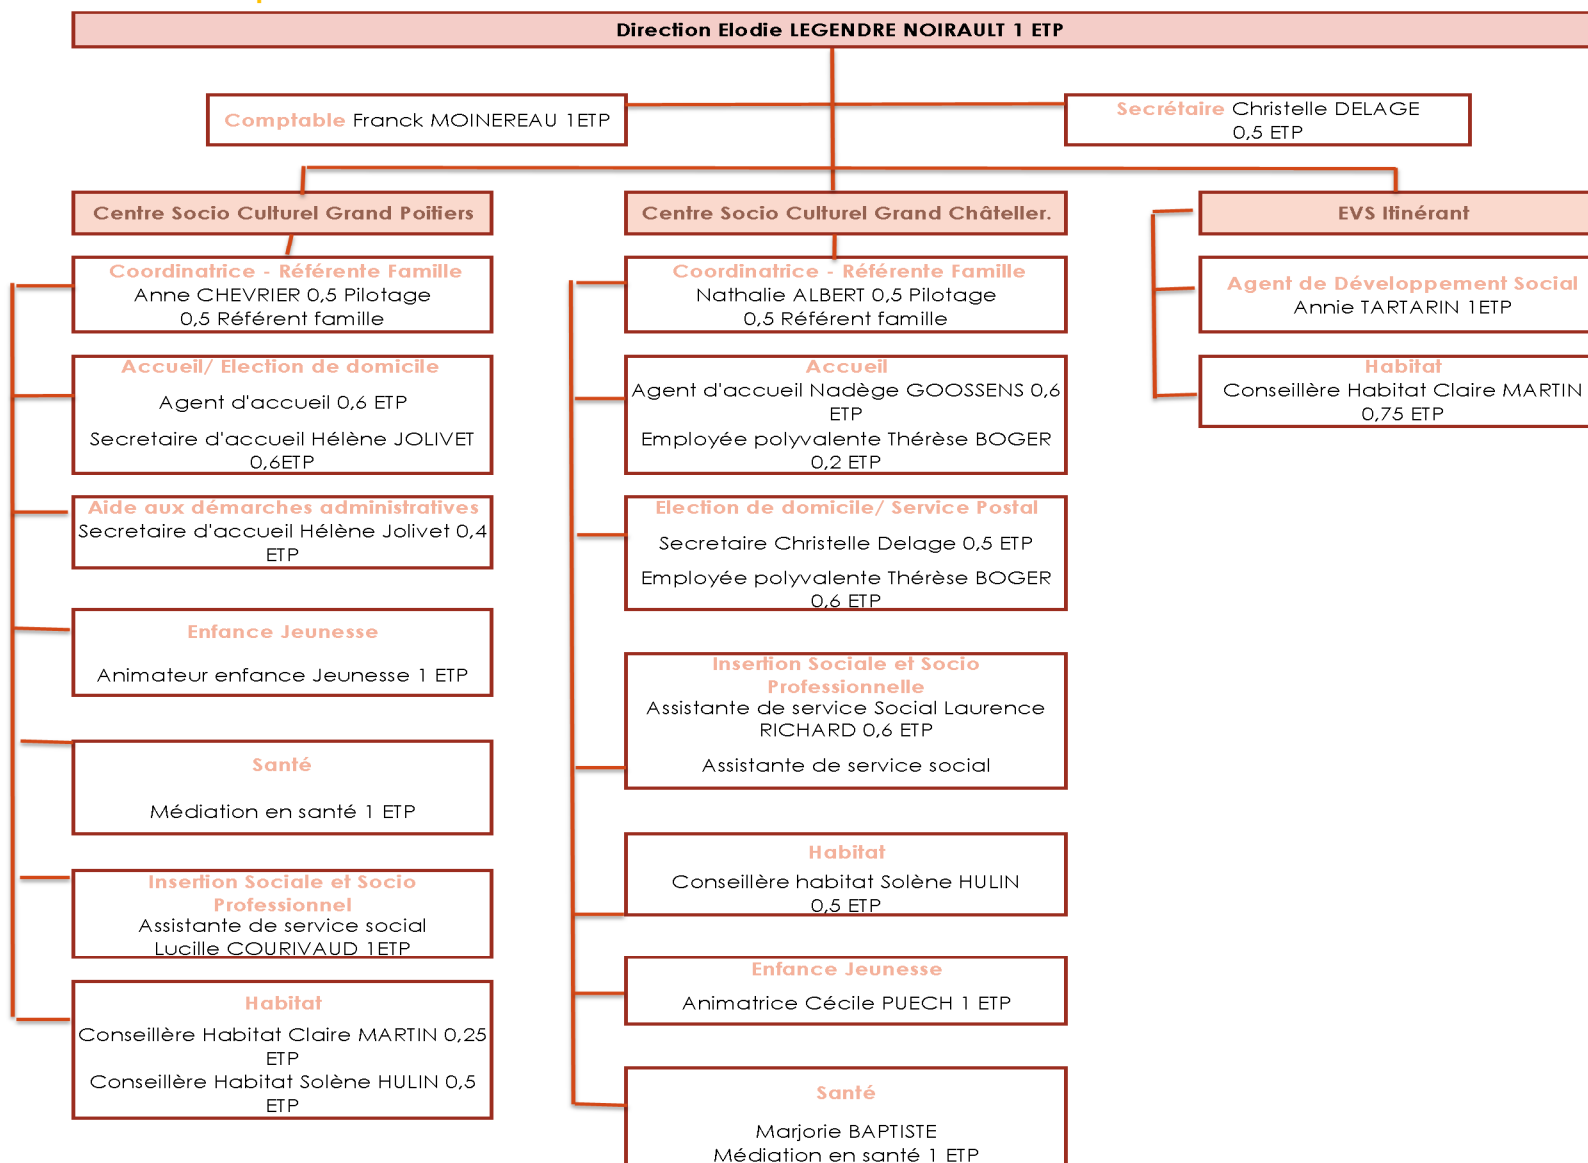 Direction Elodie LEGENDRE NOIRAULT 1 ETP
Comptable Franck MOINEREAU 1ETP
Secrétaire Christelle DELAGE
0,5 ETP
Centre Socio Culturel Grand Poitiers
Coordinatrice - Référente Famille
Anne CHEVRIER 0,5 Pilotage
0,5 Référent famille
Accueil/ Election de domicile
Agent d'accueil 0,6 ETP
Secretaire d'accueil Hélène JOLIVET
0,6ETP
Aide aux démarches administratives
Secretaire d'accueil Hélène Jolivet 0,4
ETP
Enfance Jeunesse
Animateur enfance Jeunesse 1 ETP
Santé
Médiation en santé 1 ETP
Insertion Sociale et Socio
Professionnel
Assistante de service social
Lucille COURIVAUD 1ETP
Habitat
Conseillère Habitat Claire MARTIN 0,25
ETP
Conseillère Habitat Solène HULIN 0,5
ETP
Centre Socio Culturel Grand Châteller.
Coordinatrice - Référente Famille
Nathalie ALBERT 0,5 Pilotage
0,5 Référent famille
Accueil
Agent d'accueil Nadège GOOSSENS 0,6
ETP
Employée polyvalente Thérèse BOGER
0,2 ETP
Election de domicile/ Service Postal
Secretaire Christelle Delage 0,5 ETP
Employée polyvalente Thérèse BOGER
0,6 ETP
Insertion Sociale et Socio
Professionnelle
Assistante de service Social Laurence
RICHARD 0,6 ETP
Assistante de service social
Habitat
Conseillère habitat Solène HULIN
0,5 ETP
Enfance Jeunesse
Animatrice Cécile PUECH 1 ETP
Santé
Marjorie BAPTISTE
Médiation en santé 1 ETP
EVS Itinérant
Agent de Développement Social
Annie TARTARIN 1ETP
Habitat
Conseillère Habitat Claire MARTIN
0,75 ETP